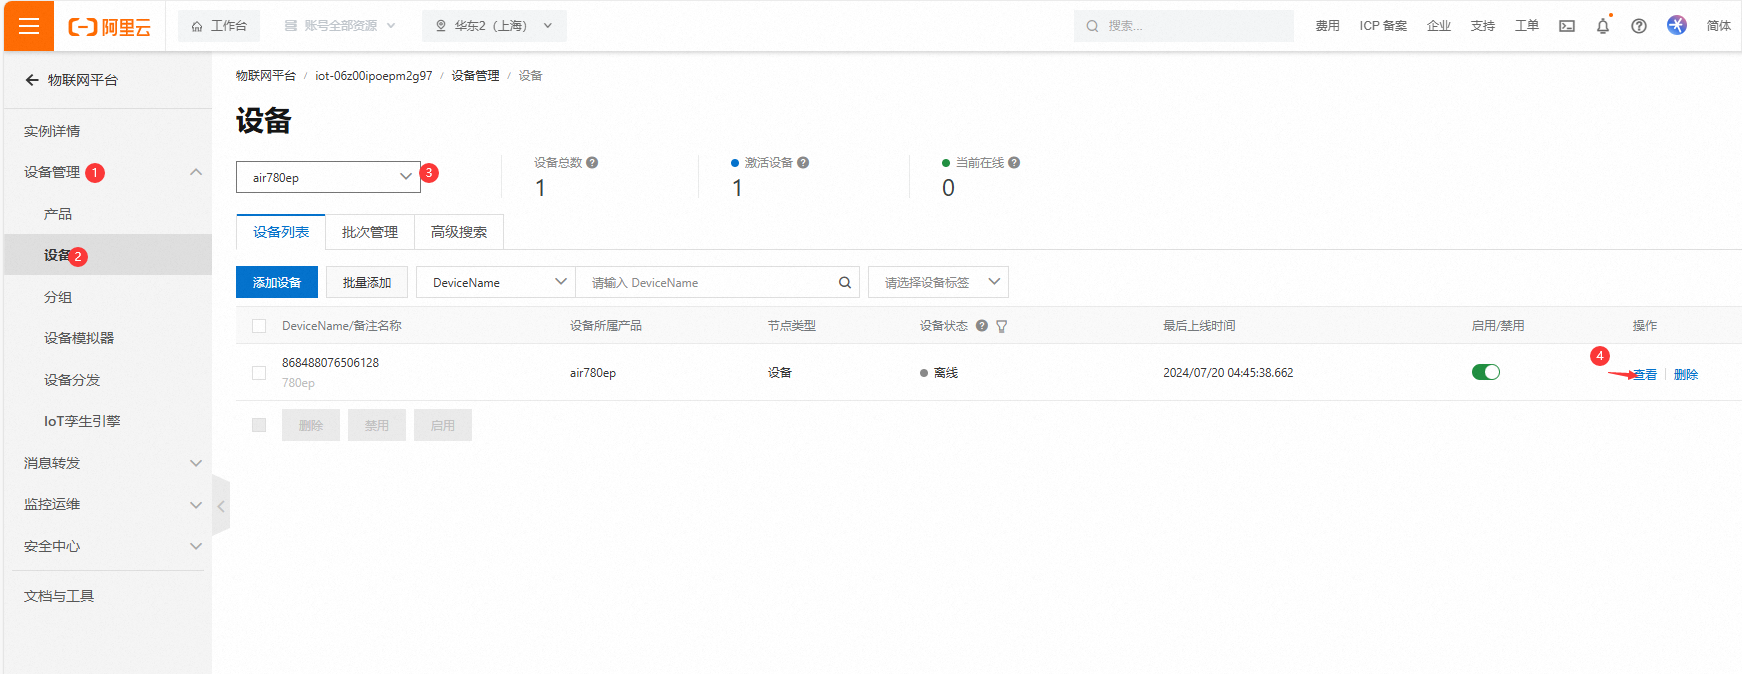 阿里云
工作台
账号全部资源
华东2（上海）
搜索...
费用
ICP 备案
企业
支持
工单
简体
物联网平台
实例详情
设备管理 1
产品
设备 2
分组
设备模拟器
设备分发
IoT孪生引擎
消息转发
监控运维
安全中心
文档与工具
物联网平台 / iot-06z00ipoepm2g97 / 设备管理 / 设备
设备
air780ep 3
设备总数
1
激活设备
1
当前在线
0
设备列表 批次管理 高级搜索
添加设备 批量添加 DeviceName 请输入 DeviceName 请选择设备标签
DeviceName/备注名称 设备所属产品 节点类型 设备状态 最后上线时间 启用/禁用 操作
4
868488076506128
780ep
air780ep 设备 离线 2024/07/20 04:45:38.662 查看 删除
删除 禁用 启用